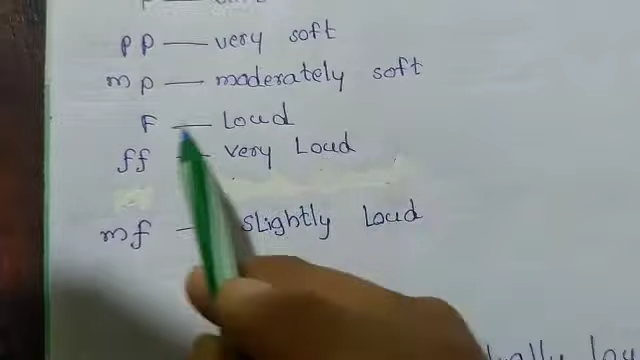 pp — very soft
mp — moderately soft
F — Loud
ff — very Loud
mf — slightly Loud